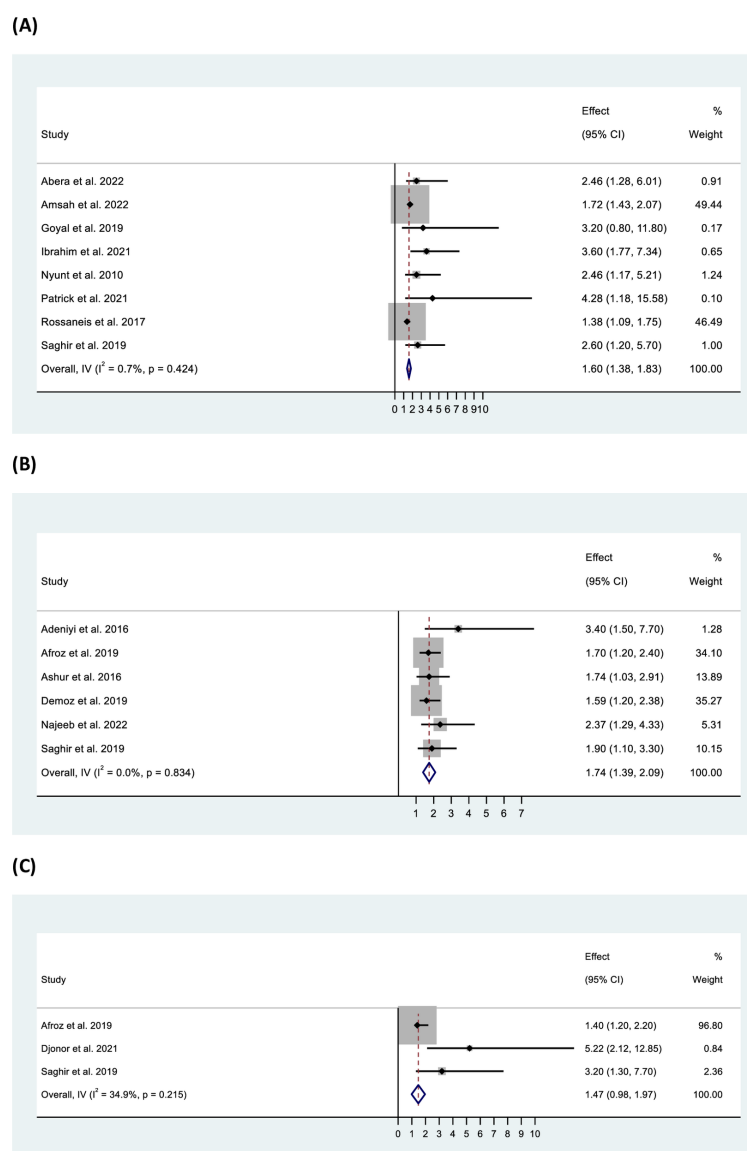 (A)
Effect %
Study (95% CI) Weight
Abera et al. 2022 2.46 (1.28, 6.01) 0.91
Amsah et al. 2022 1.72 (1.43, 2.07) 49.44
Goyal et al. 2019 3.20 (0.80, 11.80) 0.17
Ibrahim et al. 2021 3.60 (1.77, 7.34) 0.65
Nyunt et al. 2010 2.46 (1.17, 5.21) 1.24
Patrick et al. 2021 4.28 (1.18, 15.58) 0.10
Rossaneis et al. 2017 1.38 (1.09, 1.75) 46.49
Saghir et al. 2019 2.60 (1.20, 5.70) 1.00
Overall, IV (I² = 0.7%, p = 0.424) 1.60 (1.38, 1.83) 100.00
0 1 2 3 4 5 6 7 8 9 10
(B)
Effect %
Study (95% CI) Weight
Adeniyi et al. 2016 3.40 (1.50, 7.70) 1.28
Afroz et al. 2019 1.70 (1.20, 2.40) 34.10
Ashur et al. 2016 1.74 (1.03, 2.91) 13.89
Demoz et al. 2019 1.59 (1.20, 2.38) 35.27
Najeeb et al. 2022 2.37 (1.29, 4.33) 5.31
Saghir et al. 2019 1.90 (1.10, 3.30) 10.15
Overall, IV (I² = 0.0%, p = 0.834) 1.74 (1.39, 2.09) 100.00
1 2 3 4 5 6 7
(C)
Effect %
Study (95% CI) Weight
Afroz et al. 2019 1.40 (1.20, 2.20) 96.80
Djonor et al. 2021 5.22 (2.12, 12.85) 0.84
Saghir et al. 2019 3.20 (1.30, 7.70) 2.36
Overall, IV (I² = 34.9%, p = 0.215) 1.47 (0.98, 1.97) 100.00
0 1 2 3 4 5 6 7 8 9 10